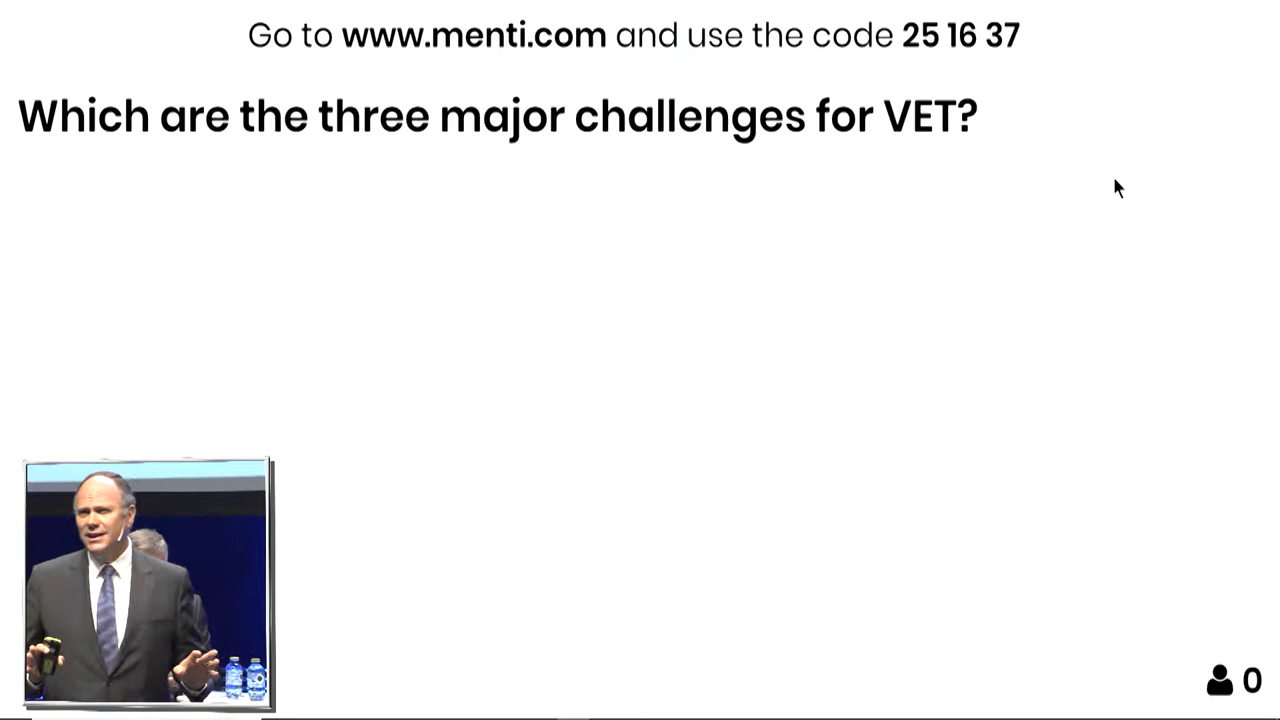 Go to www.menti.com and use the code 25 16 37
Which are the three major challenges for VET?
0